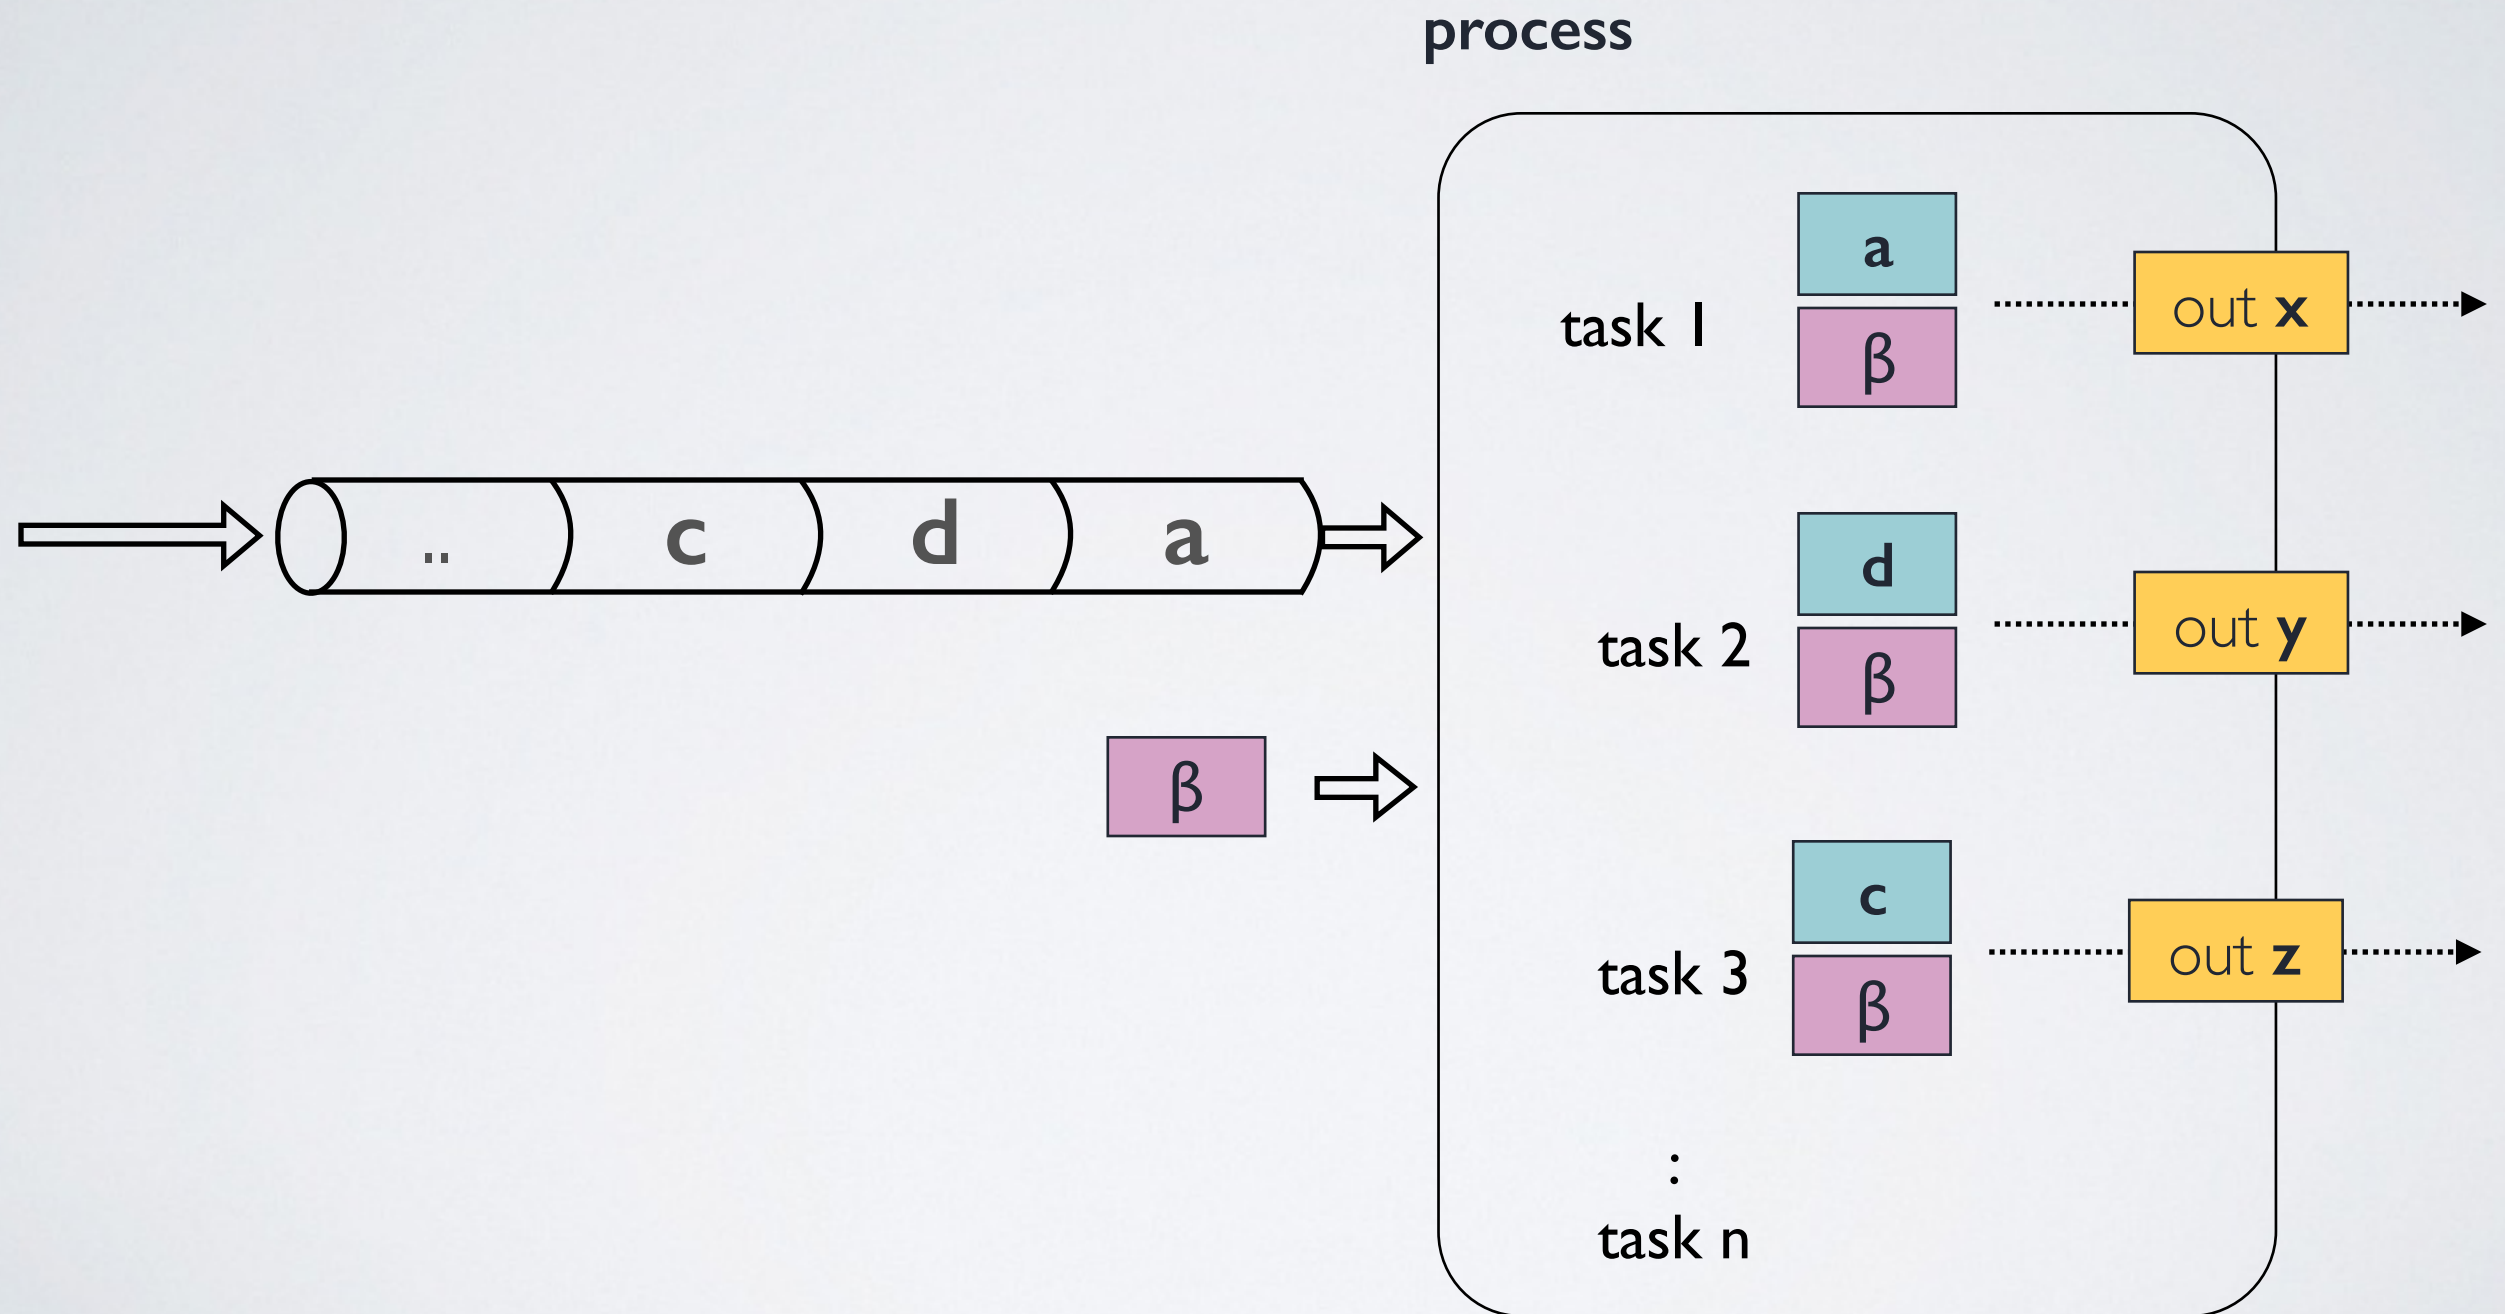 process
a
task 1
β
out x
.. c d a
d
task 2
β
out y
β
c
task 3
β
out z
:
task n